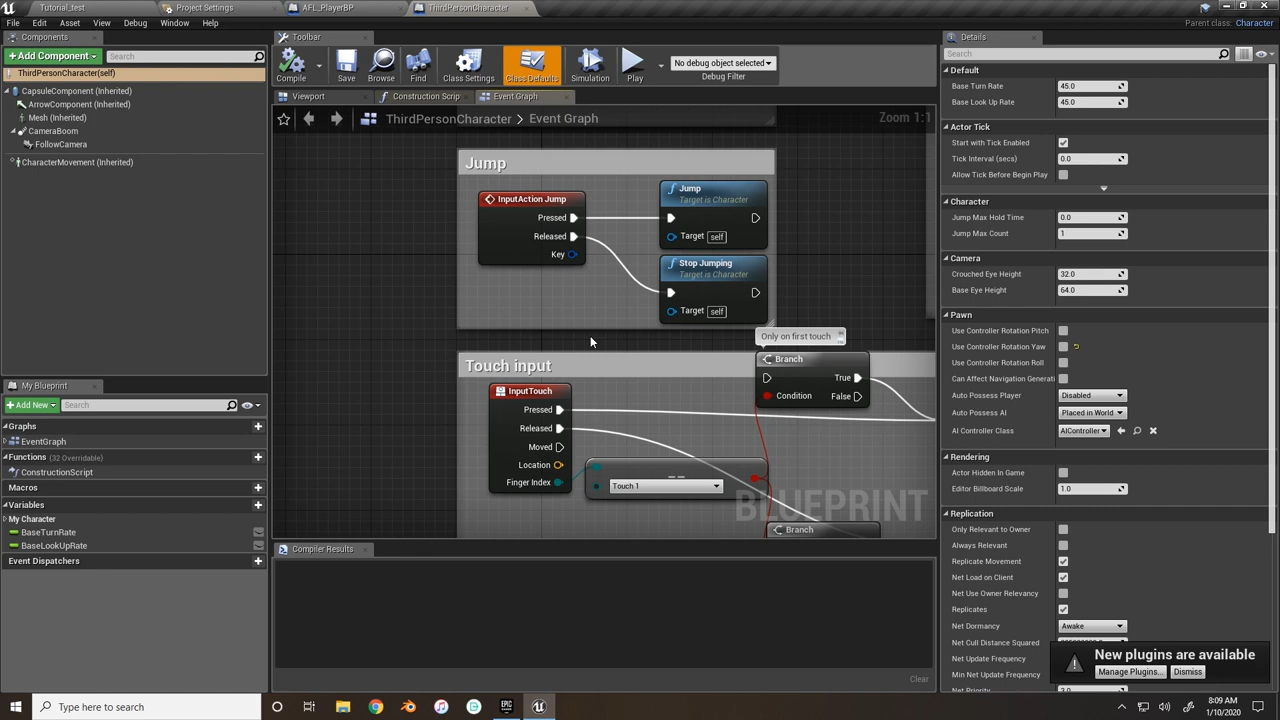 Tutorial_test
Project Settings
AFL_PlayerBP
ThirdPersonCharacter
File
Edit
Asset
View
Debug
Window
Help
Parent class: Character
Components
+ Add Component
Search
ThirdPersonCharacter(self)
CapsuleComponent (Inherited)
ArrowComponent (Inherited)
Mesh (Inherited)
CameraBoom
FollowCamera
CharacterMovement (Inherited)
My Blueprint
+ Add New
Search
Graphs
EventGraph
Functions (32 Overridable)
ConstructionScript
Macros
Variables
My Character
BaseTurnRate
BaseLookUpRate
Event Dispatchers
Toolbar
Compile
Save
Browse
Find
Class Settings
Class Defaults
Simulation
Play
No debug object selected
Debug Filter
Viewport
Construction Scrip
Event Graph
ThirdPersonCharacter > Event Graph
Zoom 1:1
Jump
InputAction Jump
Pressed
Released
Key
Jump
Target is Character
Target self
Stop Jumping
Target is Character
Target self
Only on first touch
Touch input
InputTouch
Pressed
Released
Moved
Location
Finger Index
Branch
True
Condition
False
==
Touch 1
Branch
BLUEPRINT
Compiler Results
Clear
Details
Search
Default
Base Turn Rate 45.0
Base Look Up Rate 45.0
Actor Tick
Start with Tick Enabled
Tick Interval (secs) 0.0
Allow Tick Before Begin Play
Character
Jump Max Hold Time 0.0
Jump Max Count 1
Camera
Crouched Eye Height 32.0
Base Eye Height 64.0
Pawn
Use Controller Rotation Pitch
Use Controller Rotation Yaw
Use Controller Rotation Roll
Can Affect Navigation Generati
Auto Possess Player Disabled
Auto Possess AI Placed in World
AI Controller Class AIController
Rendering
Actor Hidden In Game
Editor Billboard Scale 1.0
Replication
Only Relevant to Owner
Always Relevant
Replicate Movement
Net Load on Client
Net Use Owner Relevancy
Replicates
Net Dormancy Awake
Net Cull Distance Squared
Net Update Frequency
Min Net Update Frequency
Net Priority 3.0
New plugins are available
Manage Plugins...
Dismiss
Type here to search
8:09 AM
1/10/2020